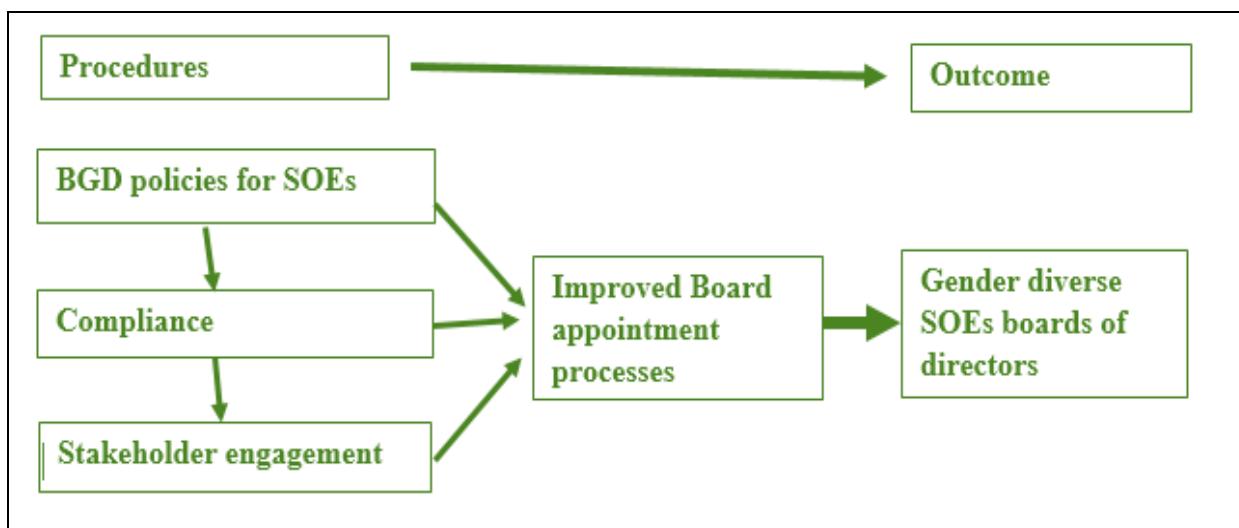 Procedures
Outcome
BGD policies for SOEs
Compliance
Stakeholder engagement
Improved Board
appointment
processes
Gender diverse
SOEs boards of
directors